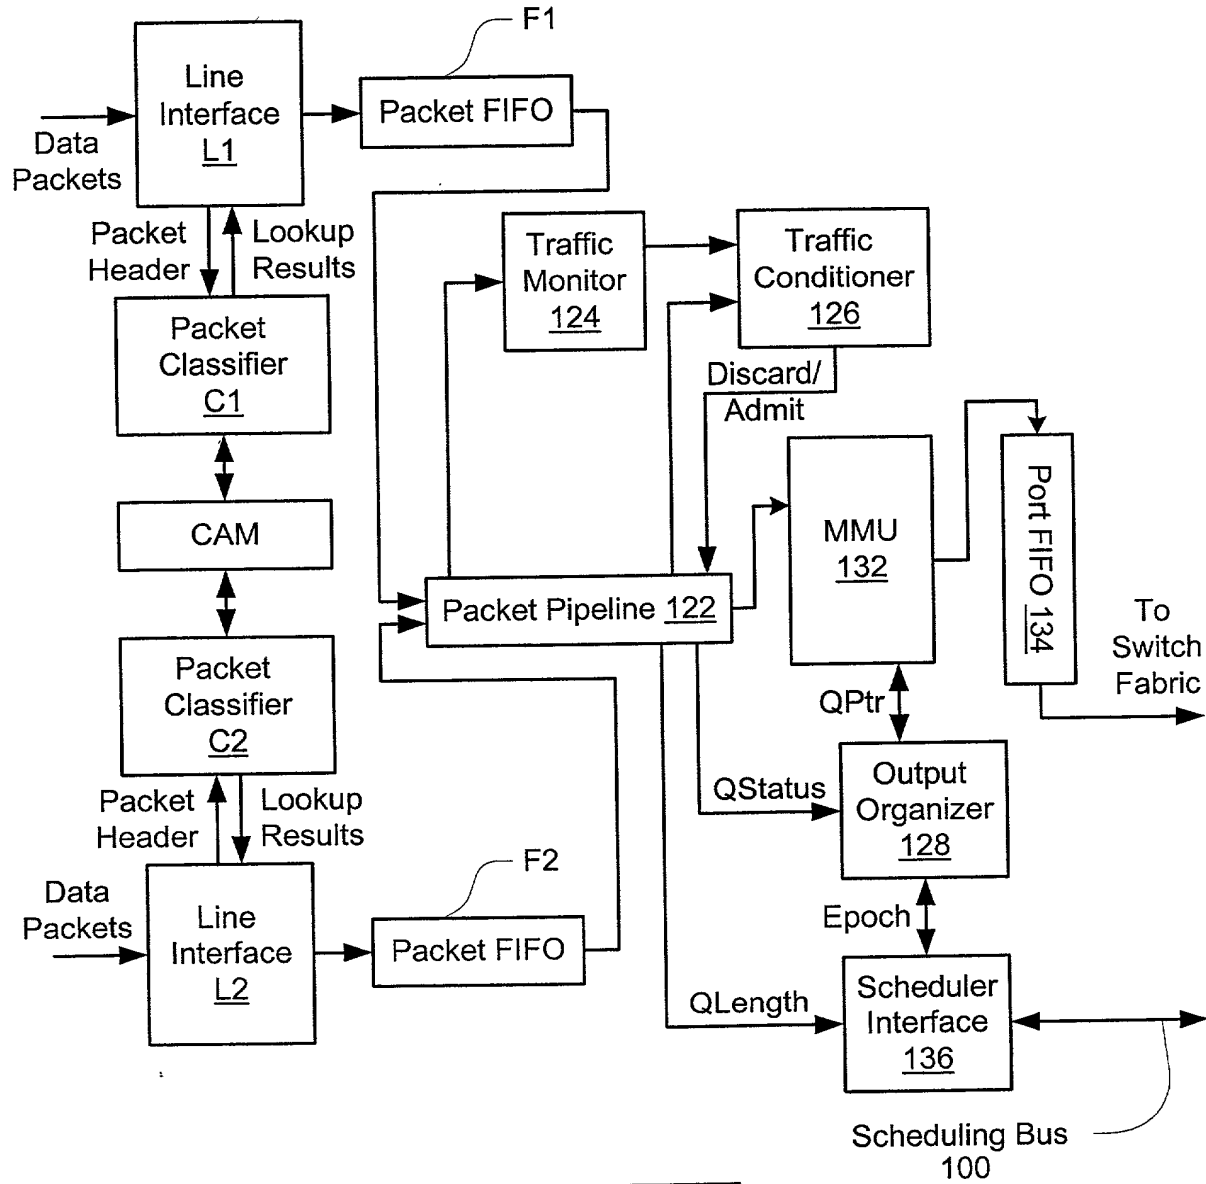 F1
Line
Interface
L1
Packet FIFO
Data
Packets
Packet
Header
Lookup
Results
Traffic
Monitor
124
Traffic
Conditioner
126
Packet
Classifier
C1
Discard/
Admit
CAM
MMU
132
Port FIFO 134
Packet Pipeline 122
To
Switch
Fabric
Packet
Classifier
C2
QPtr
Packet
Header
Lookup
Results
QStatus
Output
Organizer
128
F2
Data
Packets
Line
Interface
L2
Packet FIFO
Epoch
QLength
Scheduler
Interface
136
Scheduling Bus
100